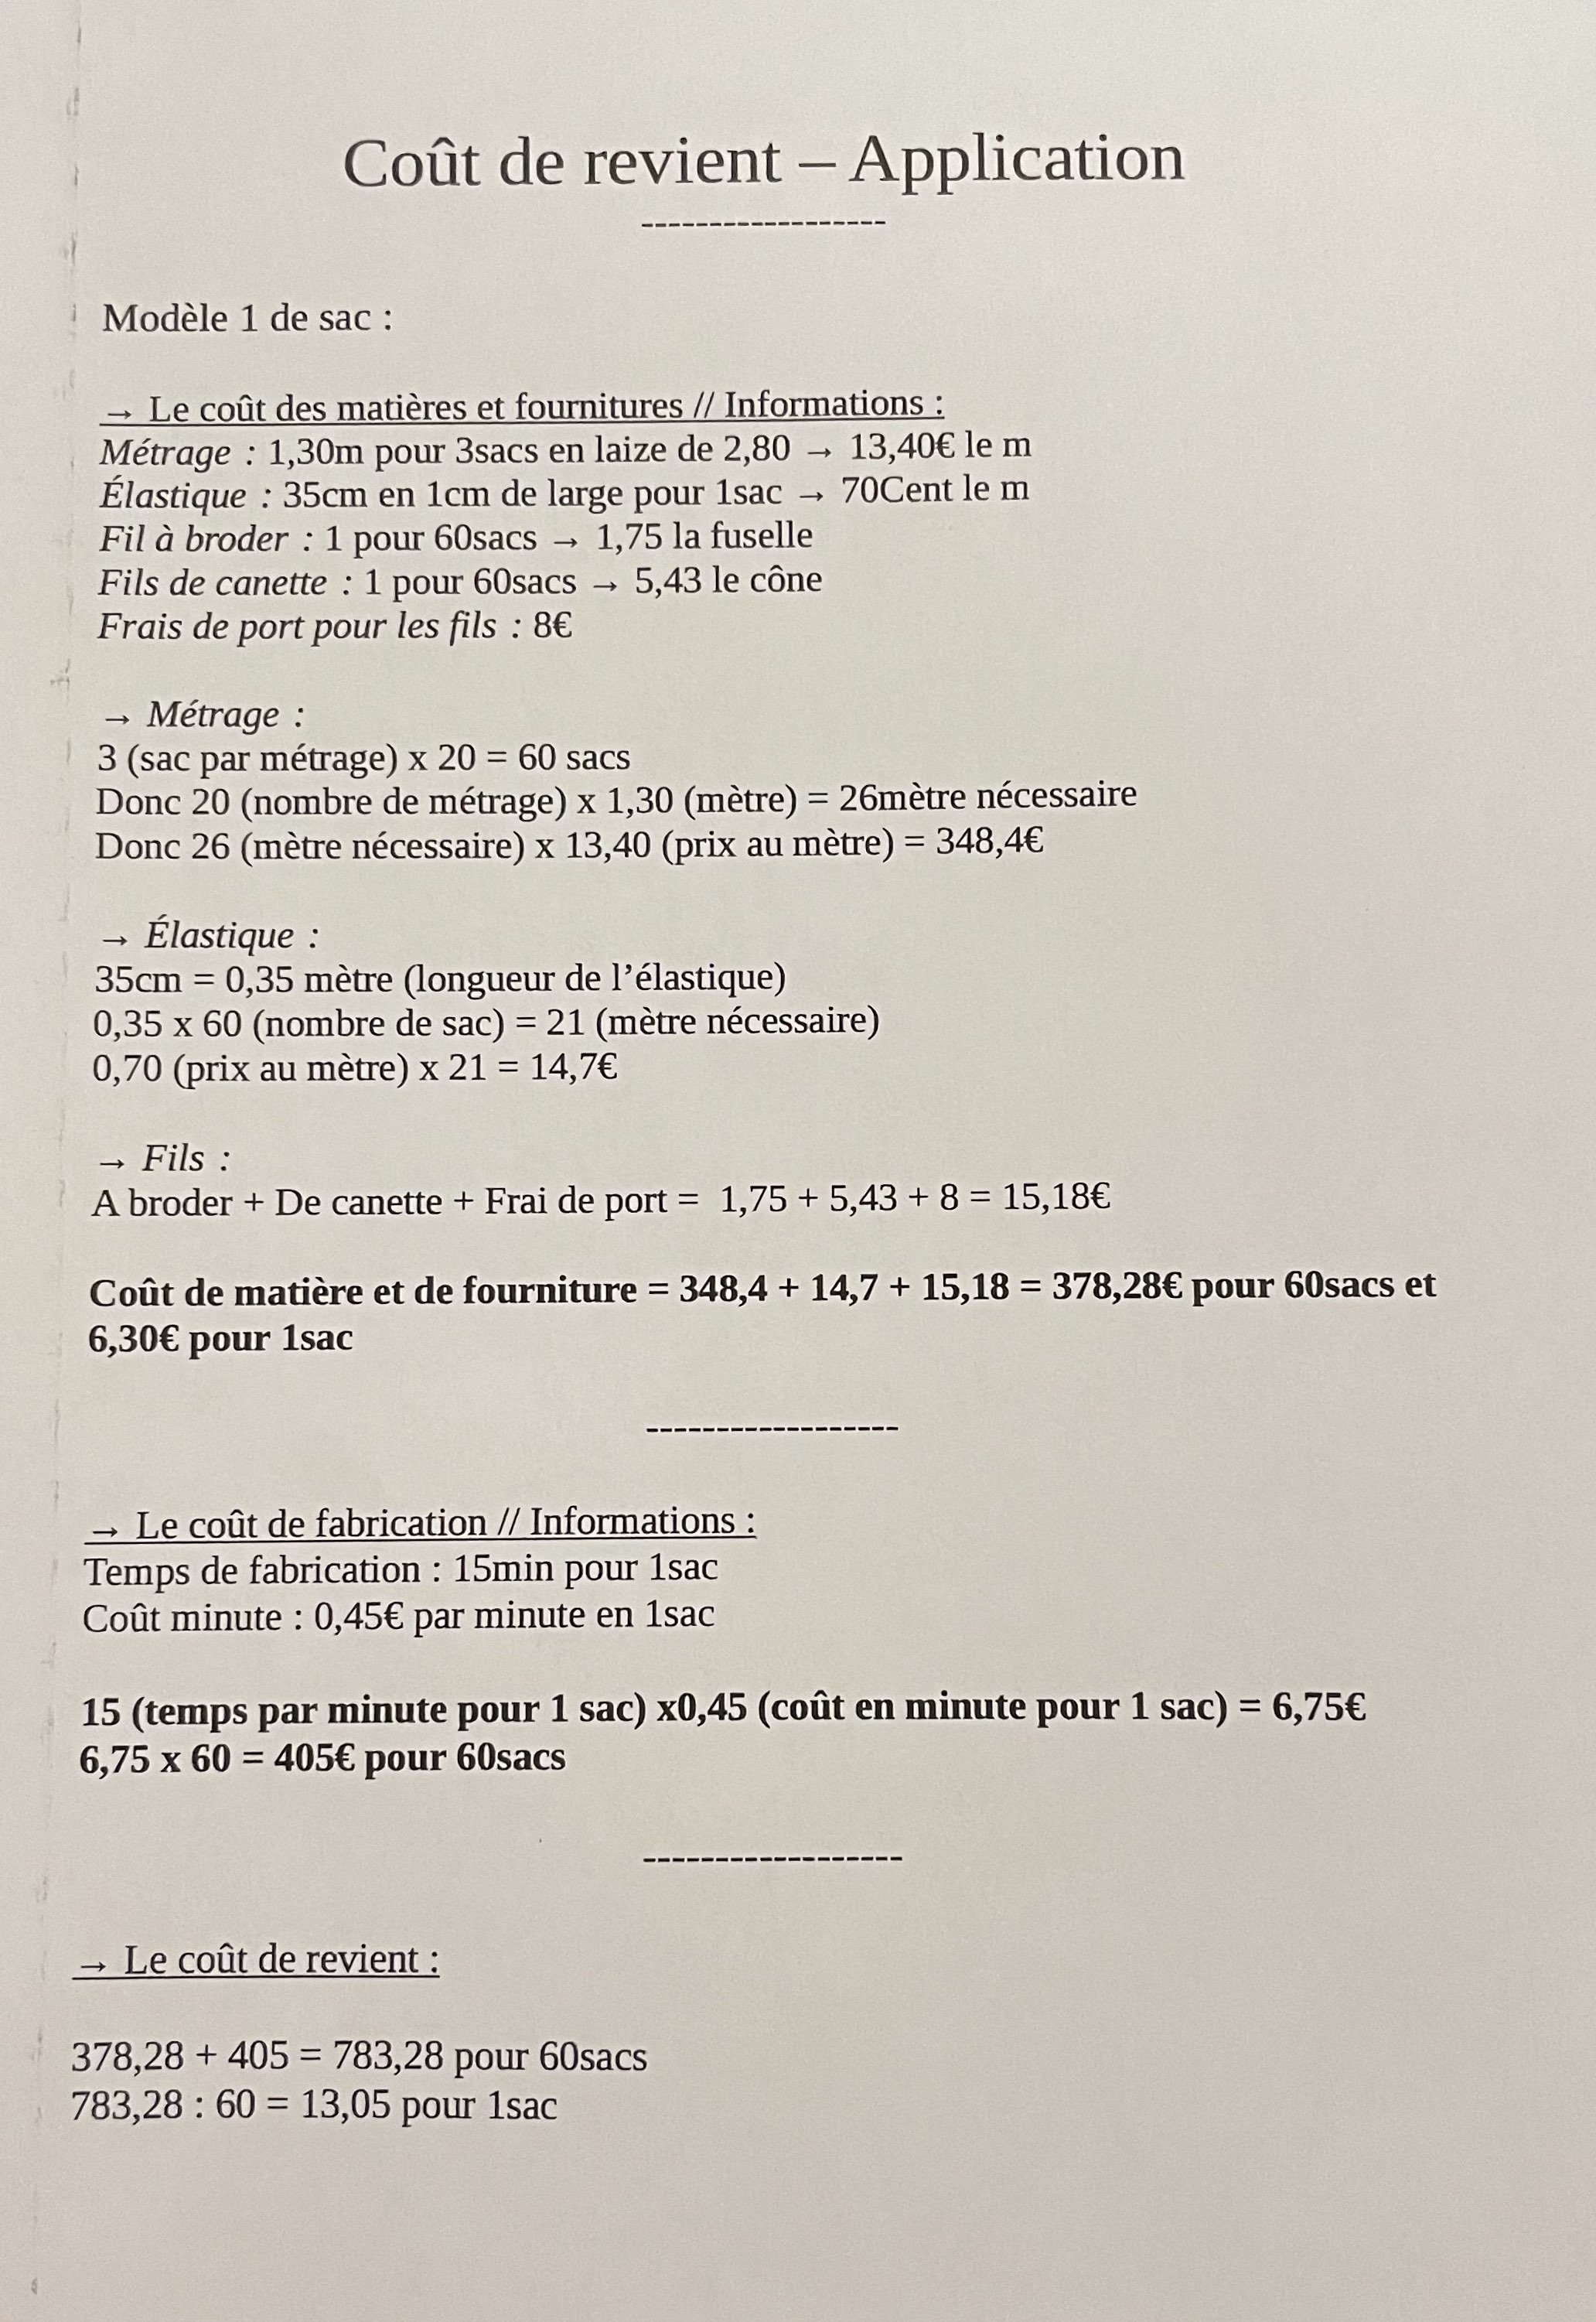 Coût de revient – Application
------------------
Modèle 1 de sac :
→ Le coût des matières et fournitures // Informations :
Métrage : 1,30m pour 3sacs en laize de 2,80 → 13,40€ le m
Élastique : 35cm en 1cm de large pour 1sac → 70Cent le m
Fil à broder : 1 pour 60sacs → 1,75 la fuselle
Fils de canette : 1 pour 60sacs → 5,43 le cône
Frais de port pour les fils : 8€
→ Métrage :
3 (sac par métrage) x 20 = 60 sacs
Donc 20 (nombre de métrage) x 1,30 (mètre) = 26mètre nécessaire
Donc 26 (mètre nécessaire) x 13,40 (prix au mètre) = 348,4€
→ Élastique :
35cm = 0,35 mètre (longueur de l’élastique)
0,35 x 60 (nombre de sac) = 21 (mètre nécessaire)
0,70 (prix au mètre) x 21 = 14,7€
→ Fils :
A broder + De canette + Frai de port = 1,75 + 5,43 + 8 = 15,18€
Coût de matière et de fourniture = 348,4 + 14,7 + 15,18 = 378,28€ pour 60sacs et
6,30€ pour 1sac
------------------
→ Le coût de fabrication // Informations :
Temps de fabrication : 15min pour 1sac
Coût minute : 0,45€ par minute en 1sac
15 (temps par minute pour 1 sac) x0,45 (coût en minute pour 1 sac) = 6,75€
6,75 x 60 = 405€ pour 60sacs
------------------
→ Le coût de revient :
378,28 + 405 = 783,28 pour 60sacs
783,28 : 60 = 13,05 pour 1sac